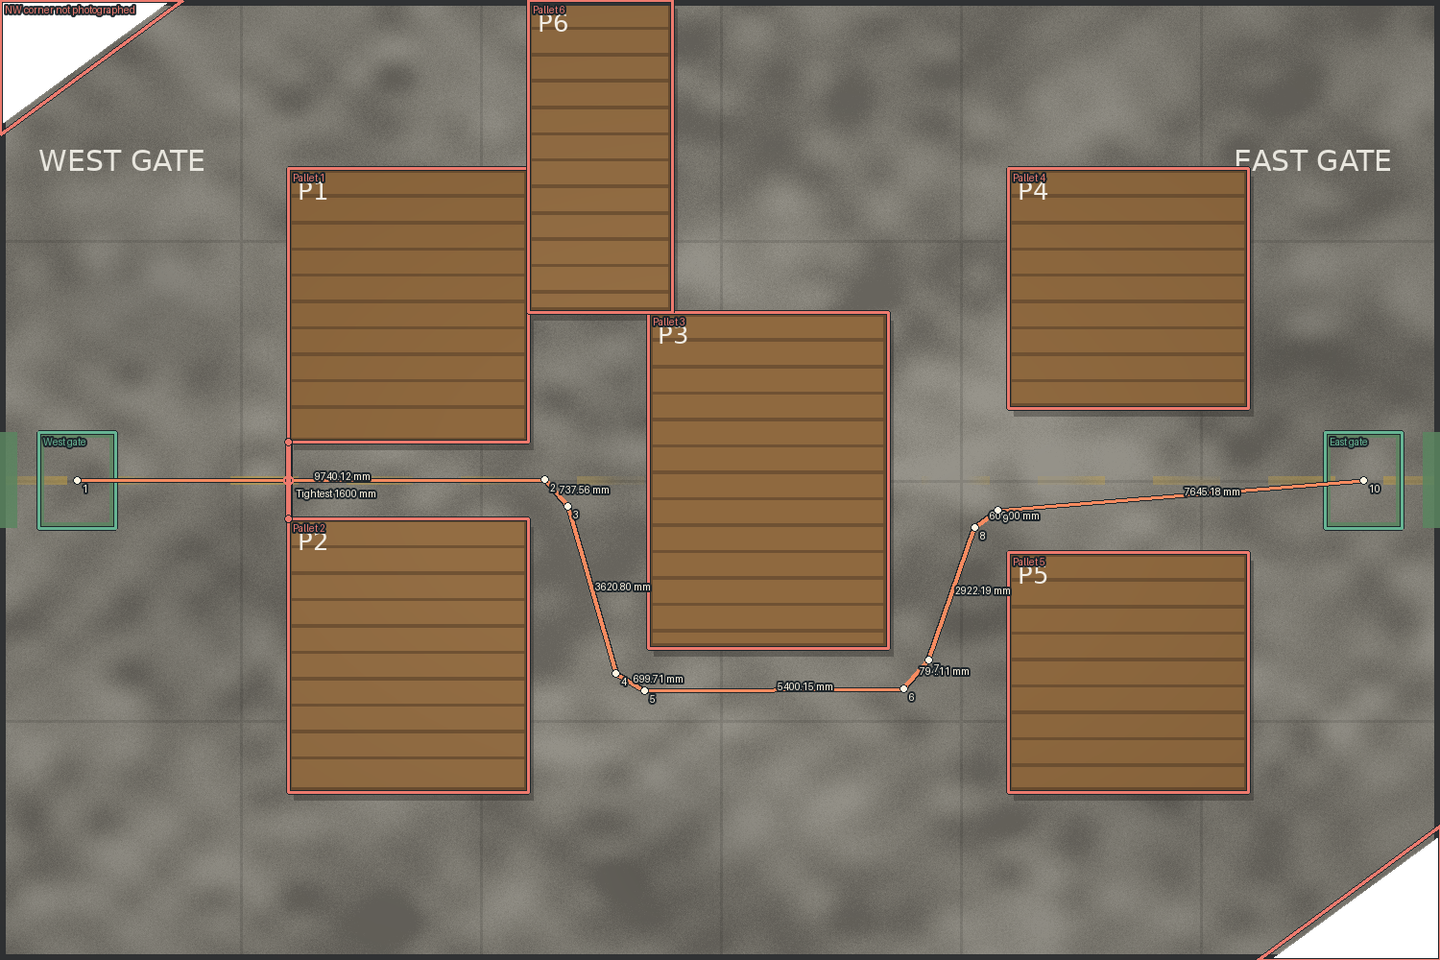 NW corner not photographed
Pallet 6
P6
WEST GATE
EAST GATE
Pallet 1
P1
Pallet 4
P4
Pallet 3
P3
West gate
East gate
9740.12 mm
1
2
737.56 mm
3
Tightest 1600 mm
7645.18 mm
10
9
8
Pallet 2
P2
Pallet 5
P5
3620.80 mm
2922.19 mm
4
699.71 mm
5
5400.15 mm
6
7